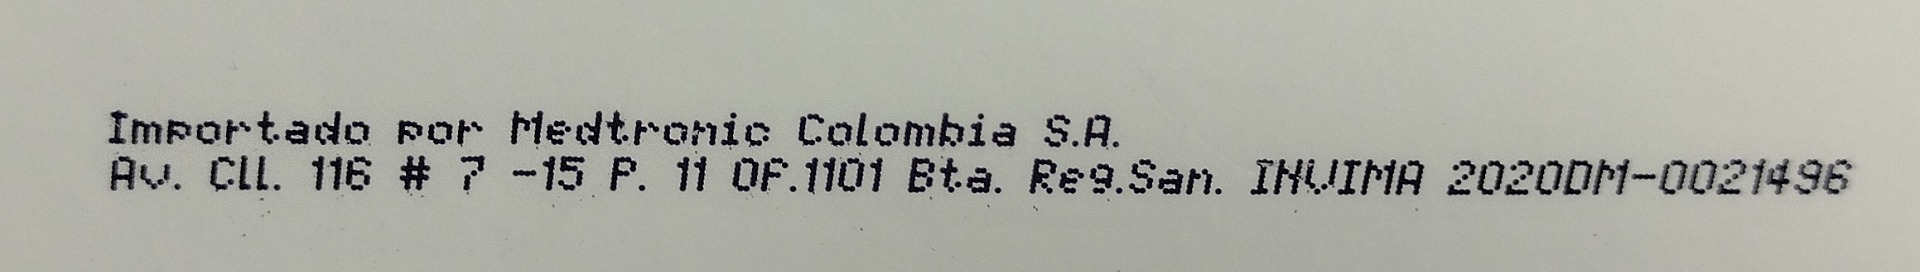 Importado por Medtronic Colombia S.A.
Av. Cll. 116 # 7 -15 P. 11 OF.1101 Bta. Reg.San. INVIMA 2020DM-0021496